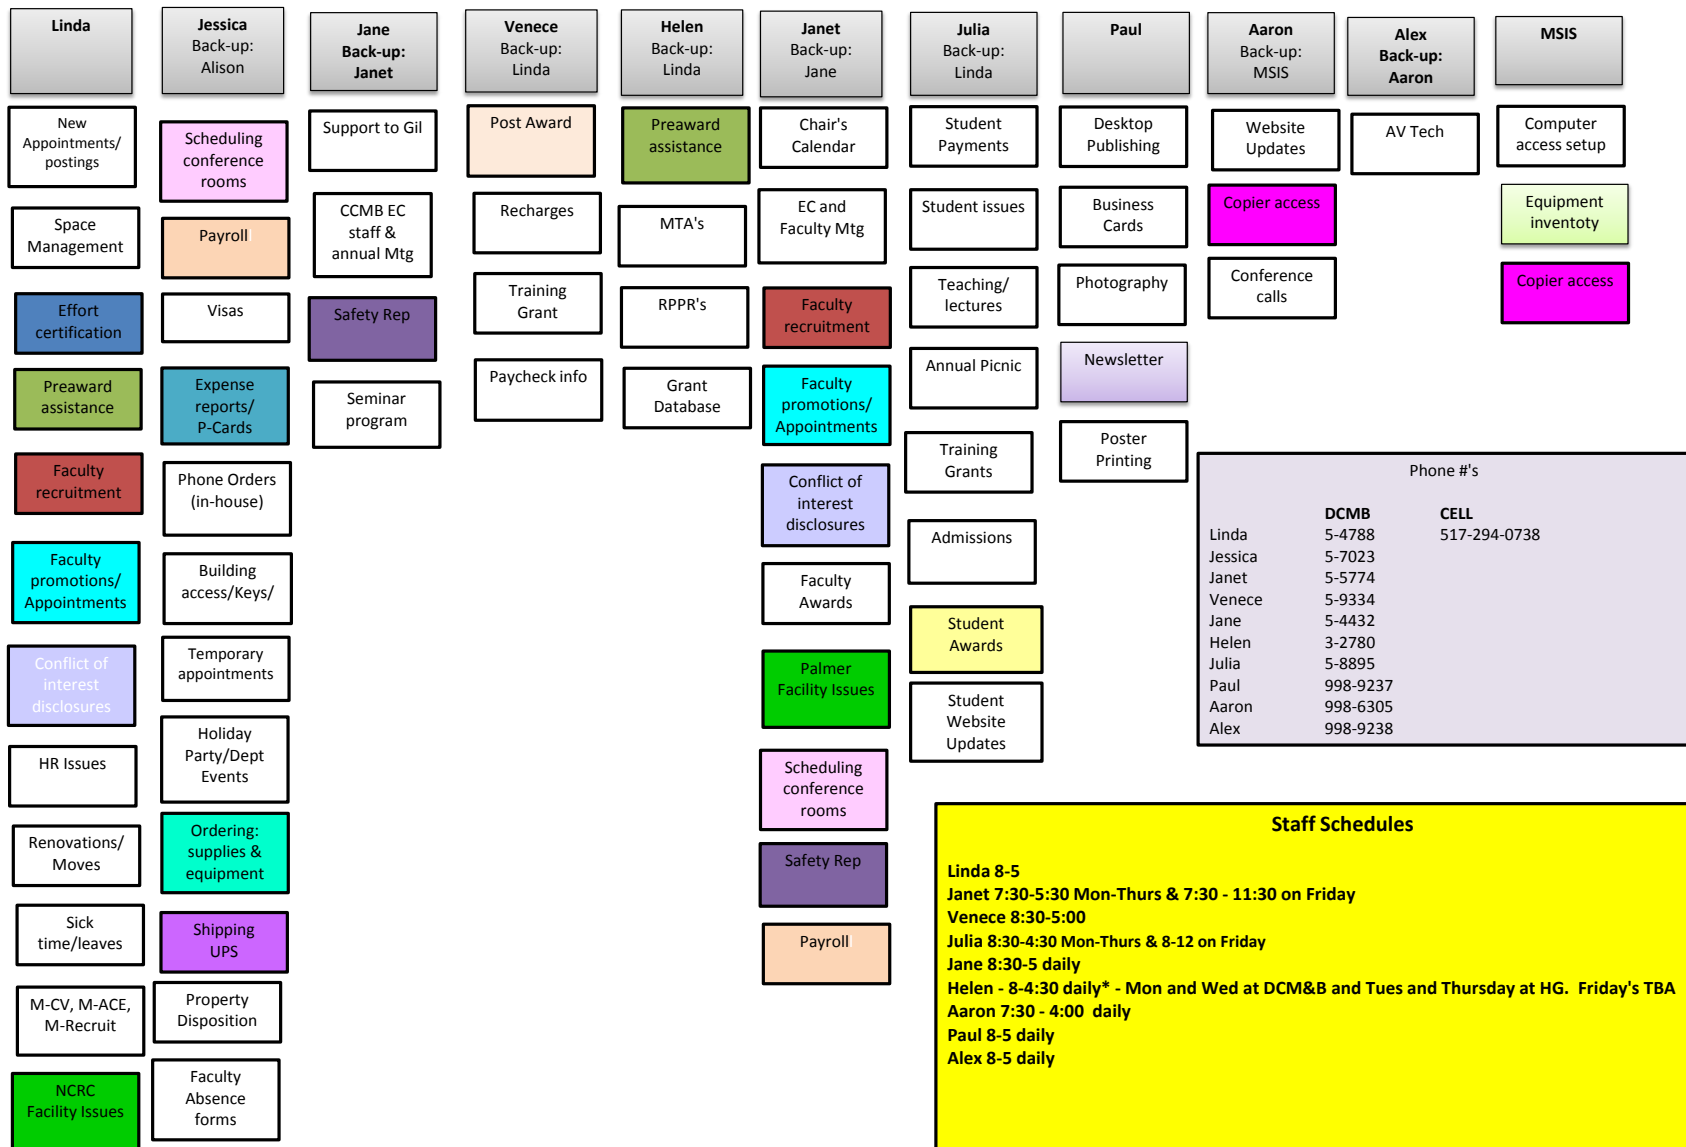 Linda
New
Appointments/
postings
Space
Management
Effort
certification
Preaward
assistance
Faculty
recruitment
Faculty
promotions/
Appointments
Conflict of
interest
disclosures
HR Issues
Renovations/
Moves
Sick
time/leaves
M-CV, M-ACE,
M-Recruit
NCRC
Facility Issues
Jessica
Back-up:
Alison
Scheduling
conference
rooms
Payroll
Visas
Expense
reports/
P-Cards
Phone Orders
(in-house)
Building
access/Keys/
Temporary
appointments
Holiday
Party/Dept
Events
Ordering:
supplies &
equipment
Shipping
UPS
Property
Disposition
Faculty
Absence
forms
Jane
Back-up:
Janet
Support to Gil
CCMB EC
staff &
annual Mtg
Safety Rep
Seminar
program
Venece
Back-up:
Linda
Post Award
Recharges
Training
Grant
Paycheck info
Helen
Back-up:
Linda
Preaward
assistance
MTA's
RPPR's
Grant
Database
Janet
Back-up:
Jane
Chair's
Calendar
EC and
Faculty Mtg
Faculty
recruitment
Faculty
promotions/
Appointments
Conflict of
interest
disclosures
Faculty
Awards
Palmer
Facility Issues
Scheduling
conference
rooms
Safety Rep
Payroll
Julia
Back-up:
Linda
Student
Payments
Student issues
Teaching/
lectures
Annual Picnic
Training
Grants
Admissions
Student
Awards
Student
Website
Updates
Paul
Desktop
Publishing
Business
Cards
Photography
Newsletter
Poster
Printing
Aaron
Back-up:
MSIS
Website
Updates
Copier access
Conference
calls
Alex
Back-up:
Aaron
AV Tech
MSIS
Computer
access setup
Equipment
inventoty
Copier access
Phone #'s
DCMB CELL
Linda 5-4788 517-294-0738
Jessica 5-7023
Janet 5-5774
Venece 5-9334
Jane 5-4432
Helen 3-2780
Julia 5-8895
Paul 998-9237
Aaron 998-6305
Alex 998-9238
Staff Schedules
Linda 8-5
Janet 7:30-5:30 Mon-Thurs & 7:30 - 11:30 on Friday
Venece 8:30-5:00
Julia 8:30-4:30 Mon-Thurs & 8-12 on Friday
Jane 8:30-5 daily
Helen - 8-4:30 daily* - Mon and Wed at DCM&B and Tues and Thursday at HG. Friday's TBA
Aaron 7:30 - 4:00 daily
Paul 8-5 daily
Alex 8-5 daily